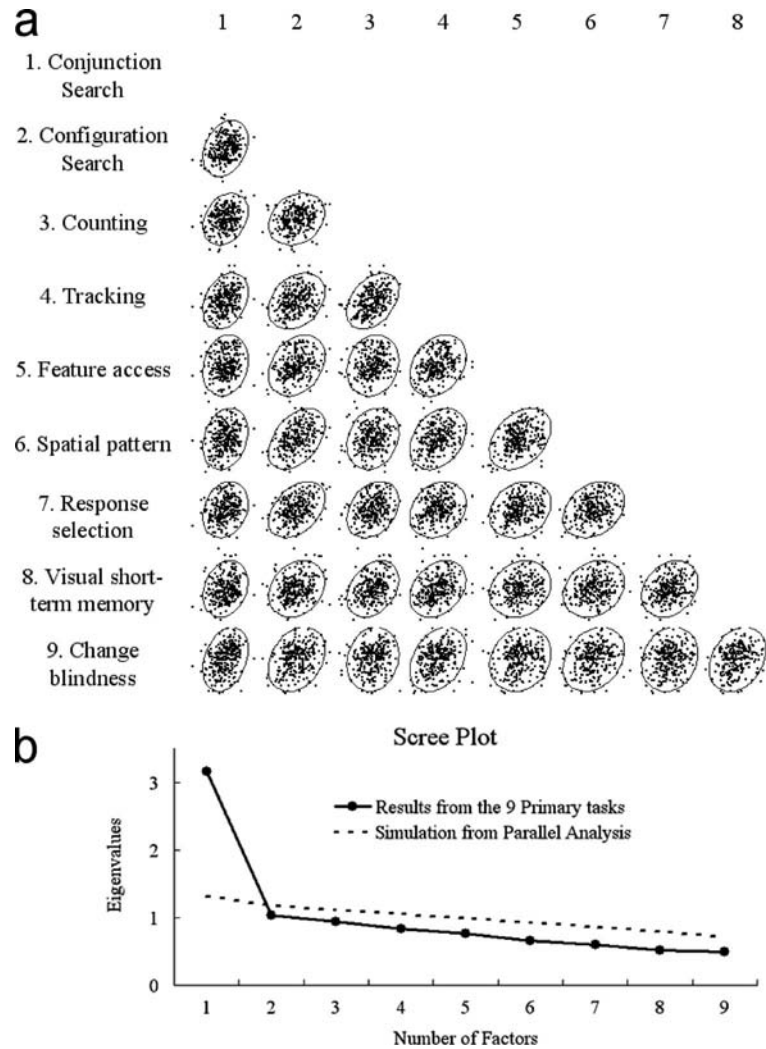 a
1 2 3 4 5 6 7 8
1. Conjunction
Search
2. Configuration
Search
3. Counting
4. Tracking
5. Feature access
6. Spatial pattern
7. Response
selection
8. Visual short-
term memory
9. Change
blindness
b
Scree Plot
3
2
1
0
Eigenvalues
Results from the 9 Primary tasks
Simulation from Parallel Analysis
1 2 3 4 5 6 7 8 9
Number of Factors